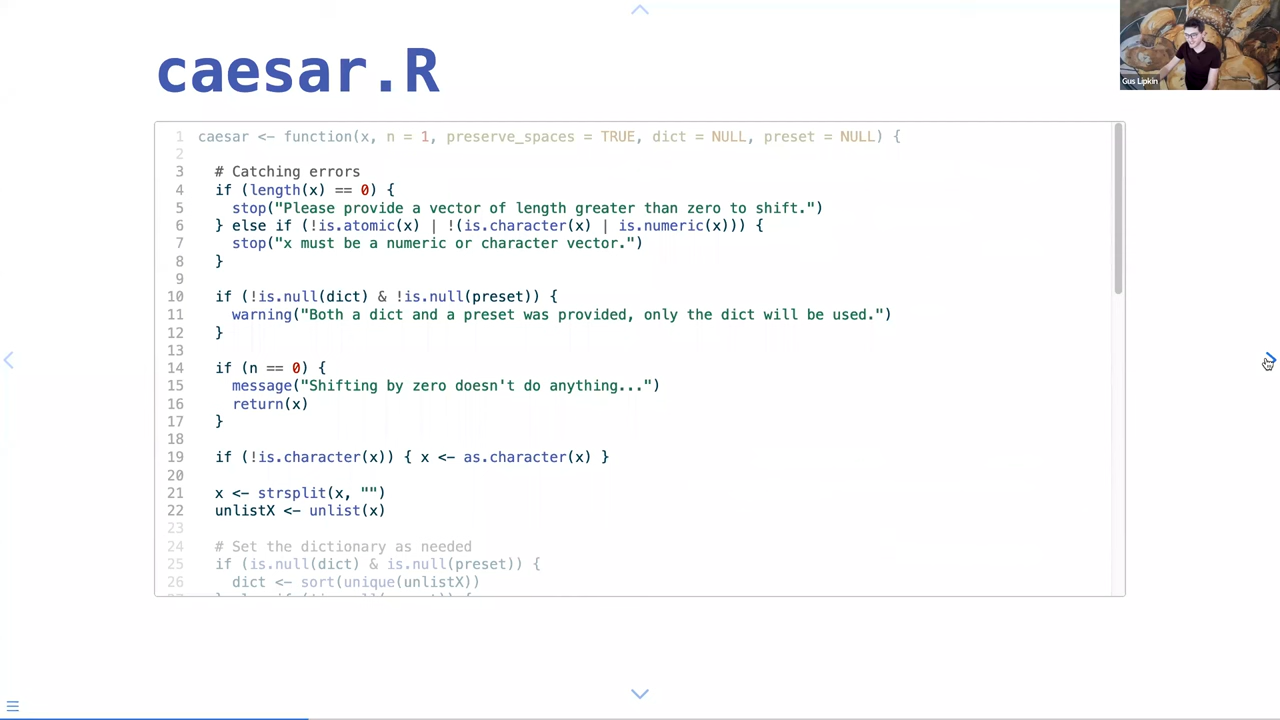 caesar.R
Gus Lipkin
1 caesar <- function(x, n = 1, preserve_spaces = TRUE, dict = NULL, preset = NULL) {
2
3 # Catching errors
4 if (length(x) == 0) {
5 stop("Please provide a vector of length greater than zero to shift.")
6 } else if (!is.atomic(x) | !(is.character(x) | is.numeric(x))) {
7 stop("x must be a numeric or character vector.")
8 }
9
10 if (!is.null(dict) & !is.null(preset)) {
11 warning("Both a dict and a preset was provided, only the dict will be used.")
12 }
13
14 if (n == 0) {
15 message("Shifting by zero doesn't do anything...")
16 return(x)
17 }
18
19 if (!is.character(x)) { x <- as.character(x) }
20
21 x <- strsplit(x, "")
22 unlistX <- unlist(x)
23
24 # Set the dictionary as needed
25 if (is.null(dict) & is.null(preset)) {
26 dict <- sort(unique(unlistX))